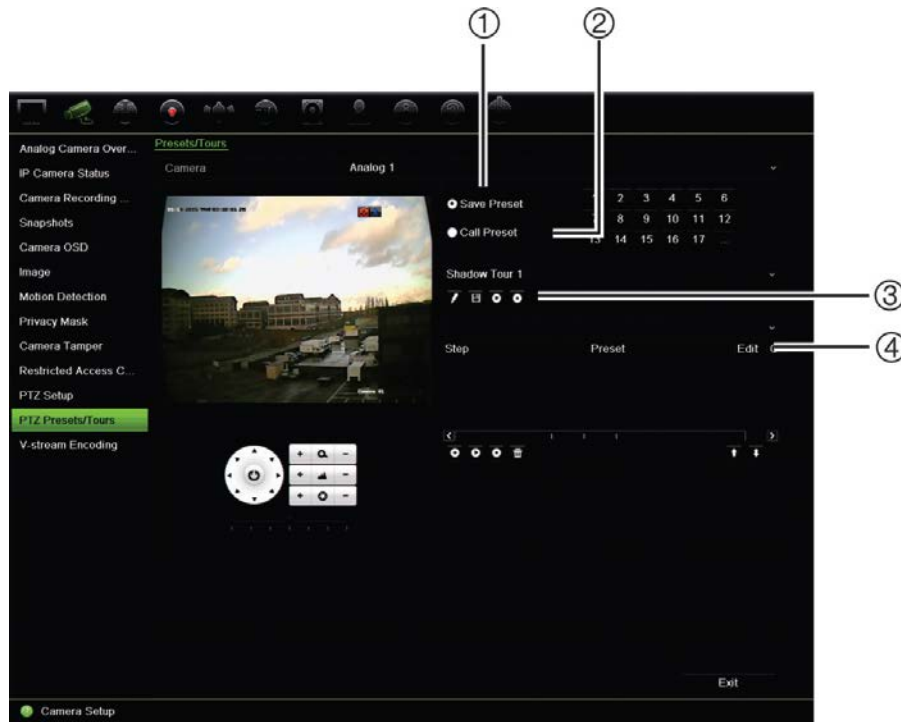 ① ②
Analog Camera Over...
IP Camera Status
Camera Recording ...
Snapshots
Camera OSD
Image
Motion Detection
Privacy Mask
Camera Tamper
Restricted Access C...
PTZ Setup
PTZ Presets/Tours
V-stream Encoding
Presets/Tours
Camera Analog 1
Save Preset
Call Preset
2 3 4 5 6
8 9 10 11 12
13 14 15 16 17 ...
Shadow Tour 1
③
Step Preset Edit
④
Exit
Camera Setup